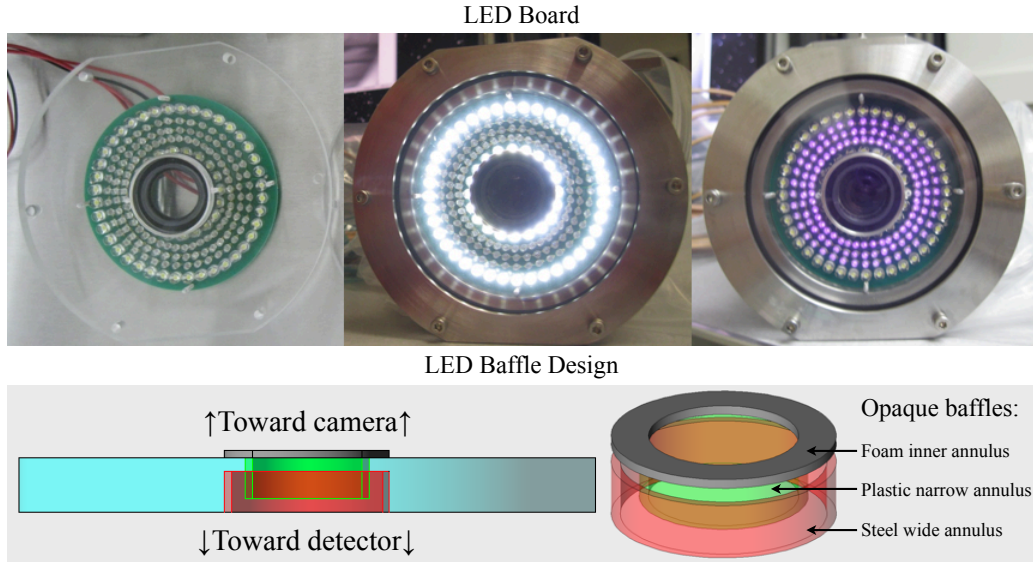 LED Board
LED Baffle Design
↑Toward camera↑
↓Toward detector↓
Opaque baffles:
Foam inner annulus
Plastic narrow annulus
Steel wide annulus